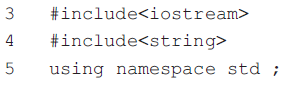 3 #include<iostream>
4 #include<string>
5 using namespace std ;